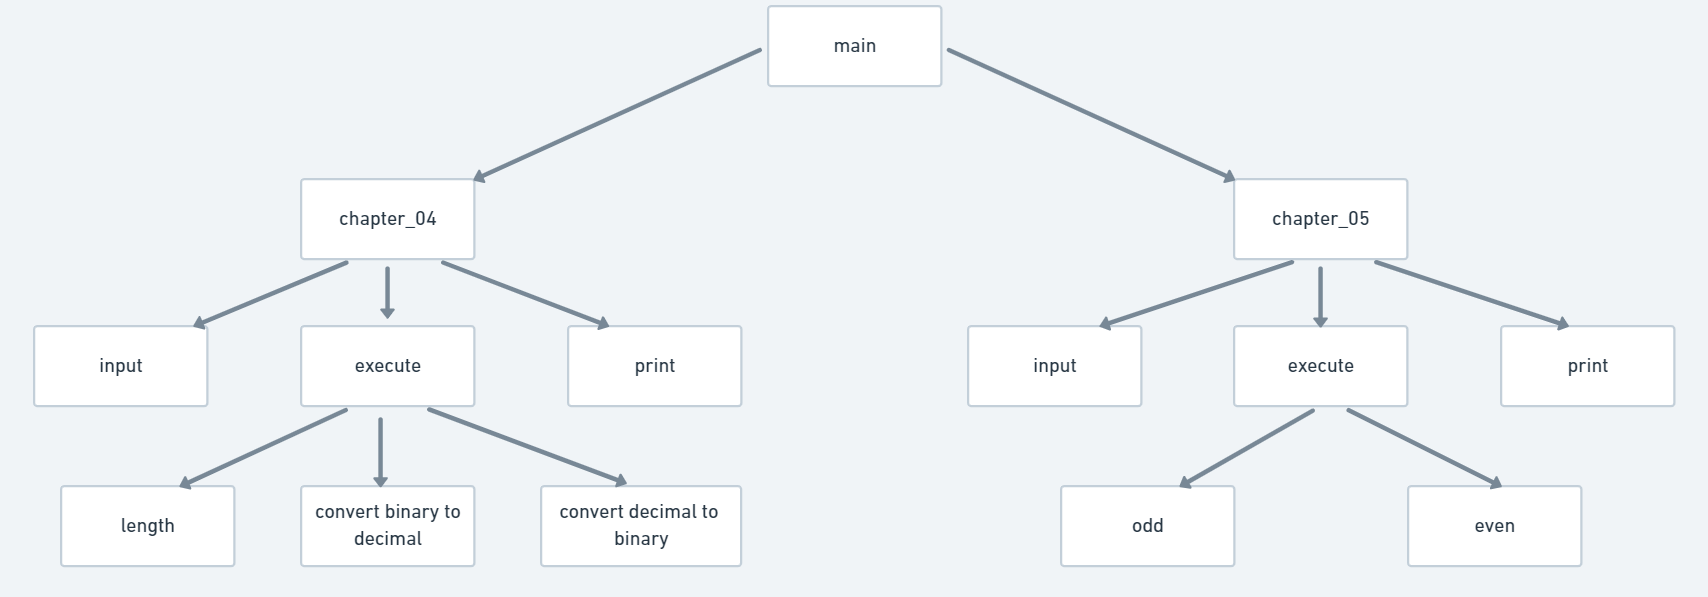 main
chapter_04
chapter_05
input
execute
print
input
execute
print
length
convert binary to
decimal
convert decimal to
binary
odd
even